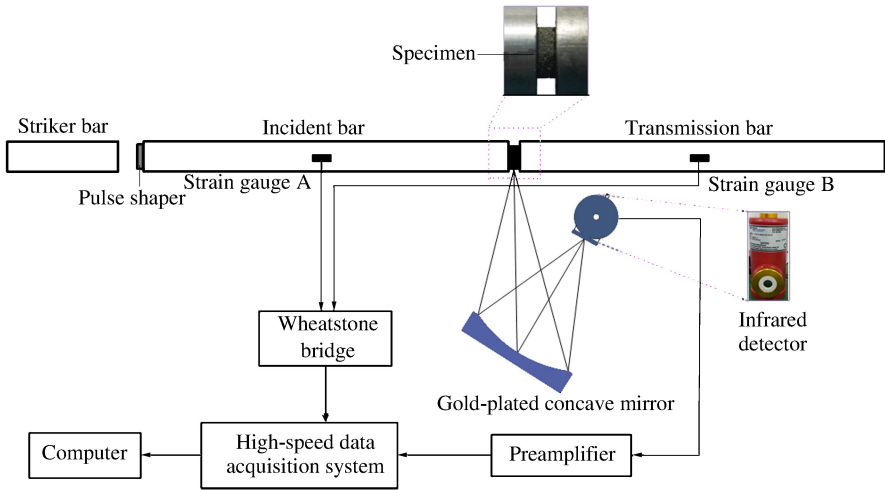 Specimen
Striker bar
Incident bar
Transmission bar
Strain gauge A
Strain gauge B
Pulse shaper
Wheatstone
bridge
Infrared
detector
Gold-plated concave mirror
Computer
High-speed data
acquisition system
Preamplifier